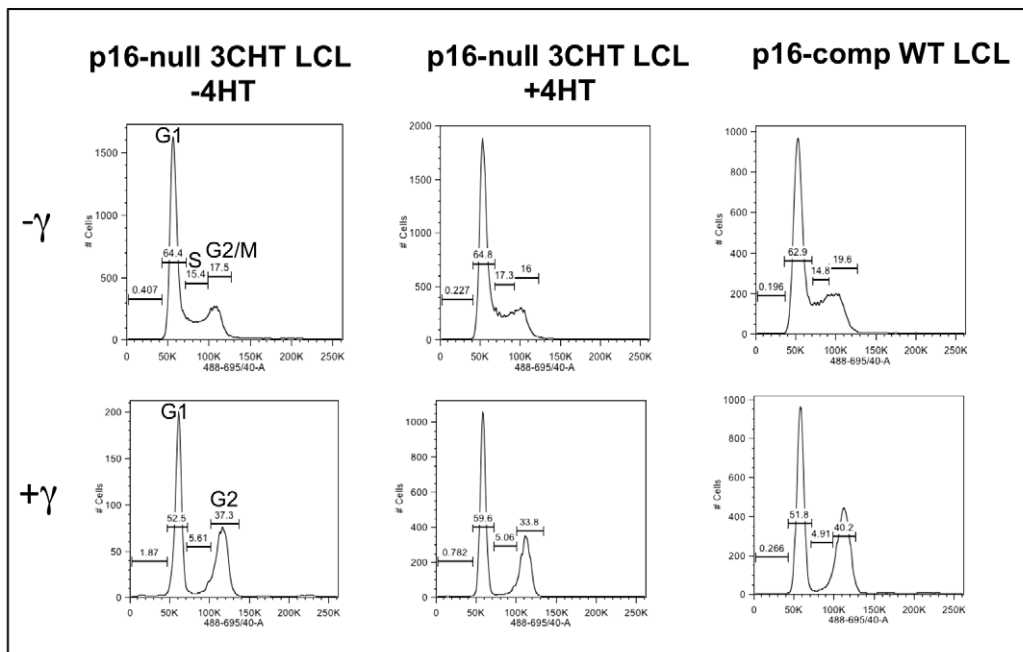 p16-null 3CHT LCL
-4HT
p16-null 3CHT LCL
+4HT
p16-comp WT LCL
-γ
# Cells
1500
1000
500
0
G1
S
G2/M
64.4
15.4
17.5
0.407
0 50K 100K 150K 200K 250K
488-695/40-A
# Cells
2000
1500
1000
500
0
64.8
17.3
16
0.227
0 50K 100K 150K 200K 250K
488-695/40-A
# Cells
1000
800
600
400
200
0
62.9
14.8
19.6
0.196
0 50K 100K 150K 200K 250K
488-695/40-A
+γ
# Cells
200
150
100
50
0
G1
G2
52.5
5.61
37.3
1.87
0 50K 100K 150K 200K 250K
488-695/40-A
# Cells
1000
800
600
400
200
0
59.6
5.06
33.8
0.782
0 50K 100K 150K 200K 250K
488-695/40-A
# Cells
1000
800
600
400
200
0
51.8
4.91
40.2
0.266
0 50K 100K 150K 200K 250K
488-695/40-A